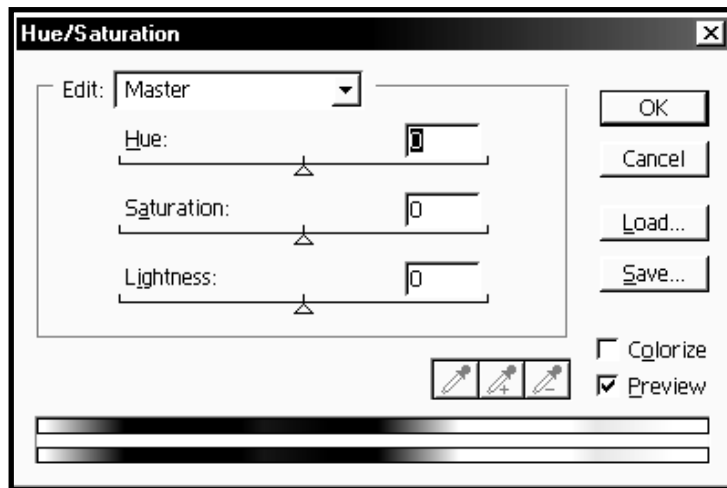 Hue/Saturation
Edit: Master
OK
Hue: 0
Cancel
Saturation: 0
Load...
Lightness: 0
Save...
Colorize
Preview